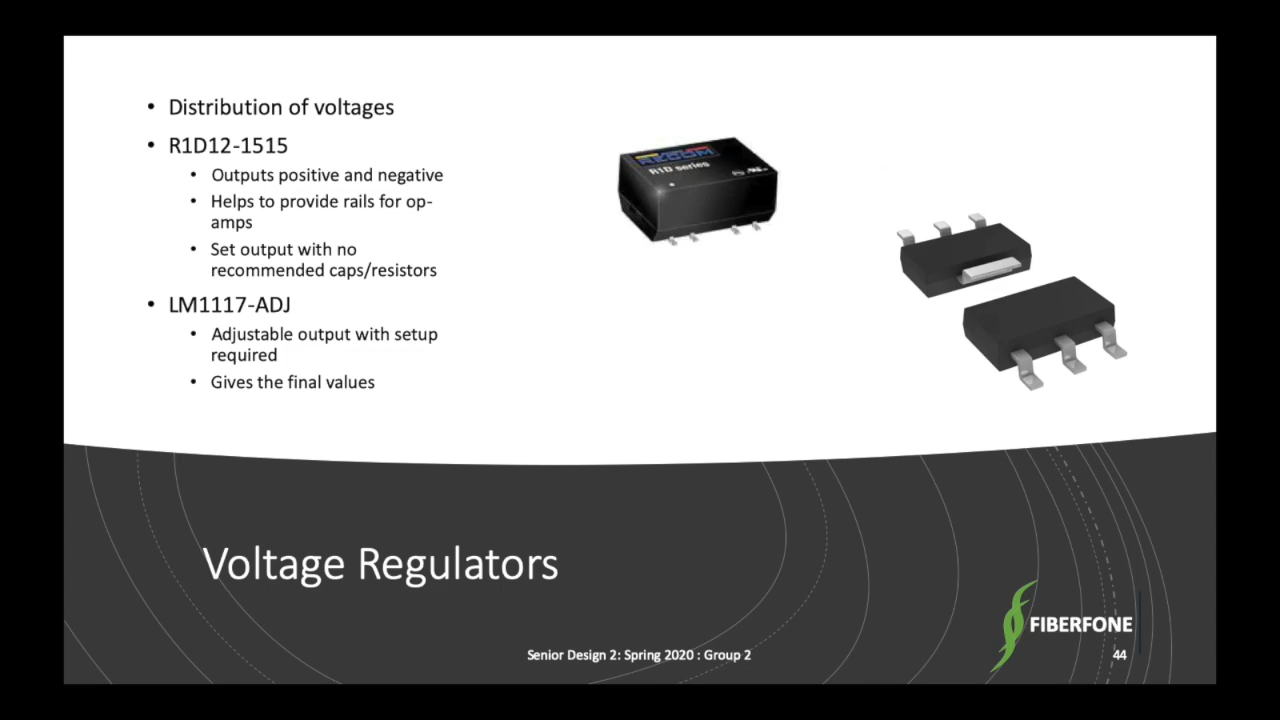 • Distribution of voltages
• R1D12-1515
• Outputs positive and negative
• Helps to provide rails for op-
amps
• Set output with no
recommended caps/resistors
• LM1117-ADJ
• Adjustable output with setup
required
• Gives the final values
RECOM
R1D series
Voltage Regulators
FIBERFONE
Senior Design 2: Spring 2020 : Group 2
44